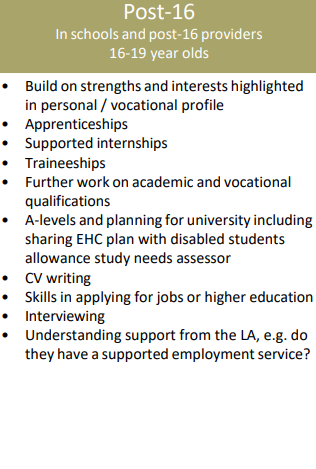 Post-16
In schools and post-16 providers
16-19 year olds
• Build on strengths and interests highlighted
in personal / vocational profile
• Apprenticeships
• Supported internships
• Traineeships
• Further work on academic and vocational
qualifications
• A-levels and planning for university including
sharing EHC plan with disabled students
allowance study needs assessor
• CV writing
• Skills in applying for jobs or higher education
• Interviewing
• Understanding support from the LA, e.g. do
they have a supported employment service?